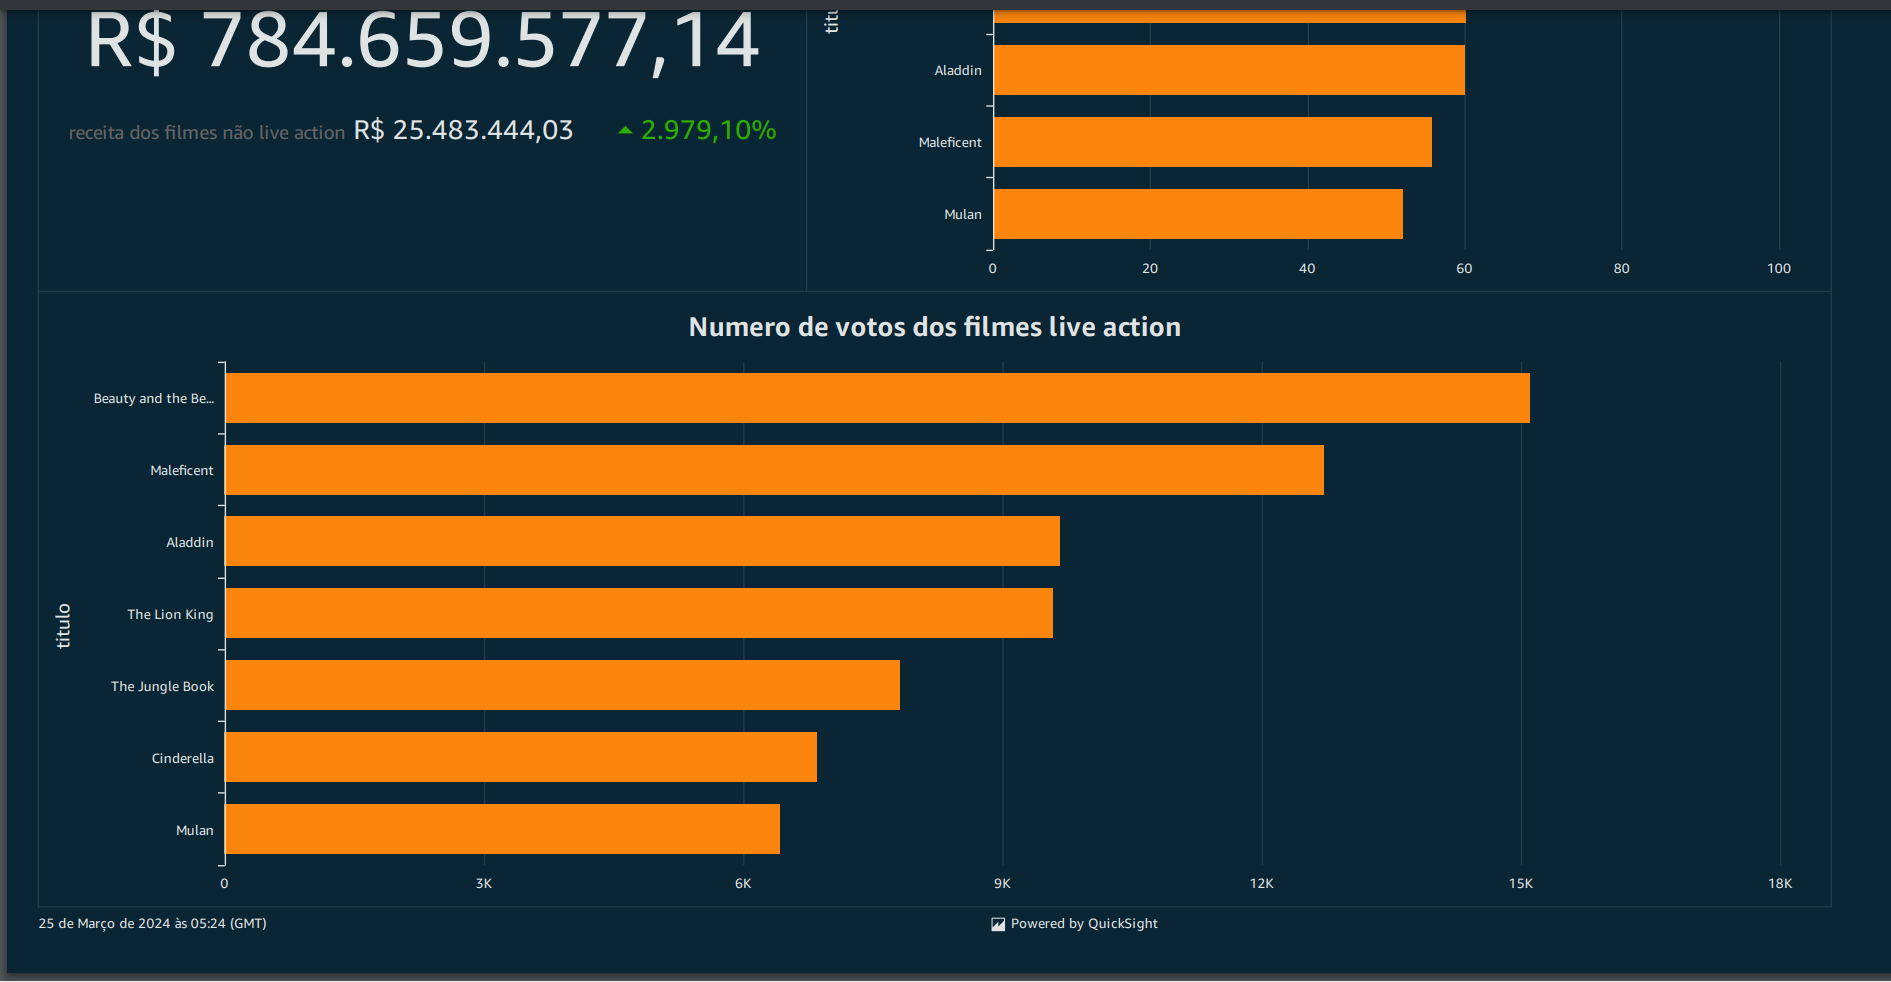 R$ 784.659.577,14
receita dos filmes não live action R$ 25.483.444,03 2.979,10%
Aladdin
Maleficent
Mulan
0 20 40 60 80 100
Numero de votos dos filmes live action
titulo
Beauty and the Be...
Maleficent
Aladdin
The Lion King
The Jungle Book
Cinderella
Mulan
0 3K 6K 9K 12K 15K 18K
25 de Março de 2024 às 05:24 (GMT)
Powered by QuickSight